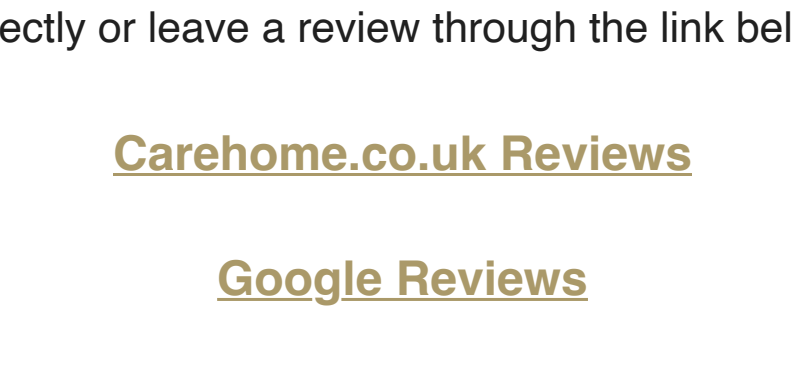 ectly or leave a review through the link bel
Carehome.co.uk Reviews
Google Reviews